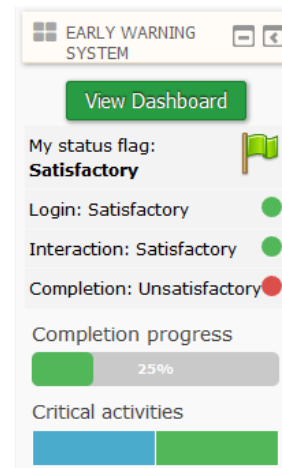 EARLY WARNING
SYSTEM
View Dashboard
My status flag:
Satisfactory
Login: Satisfactory
Interaction: Satisfactory
Completion: Unsatisfactory
Completion progress
25%
Critical activities